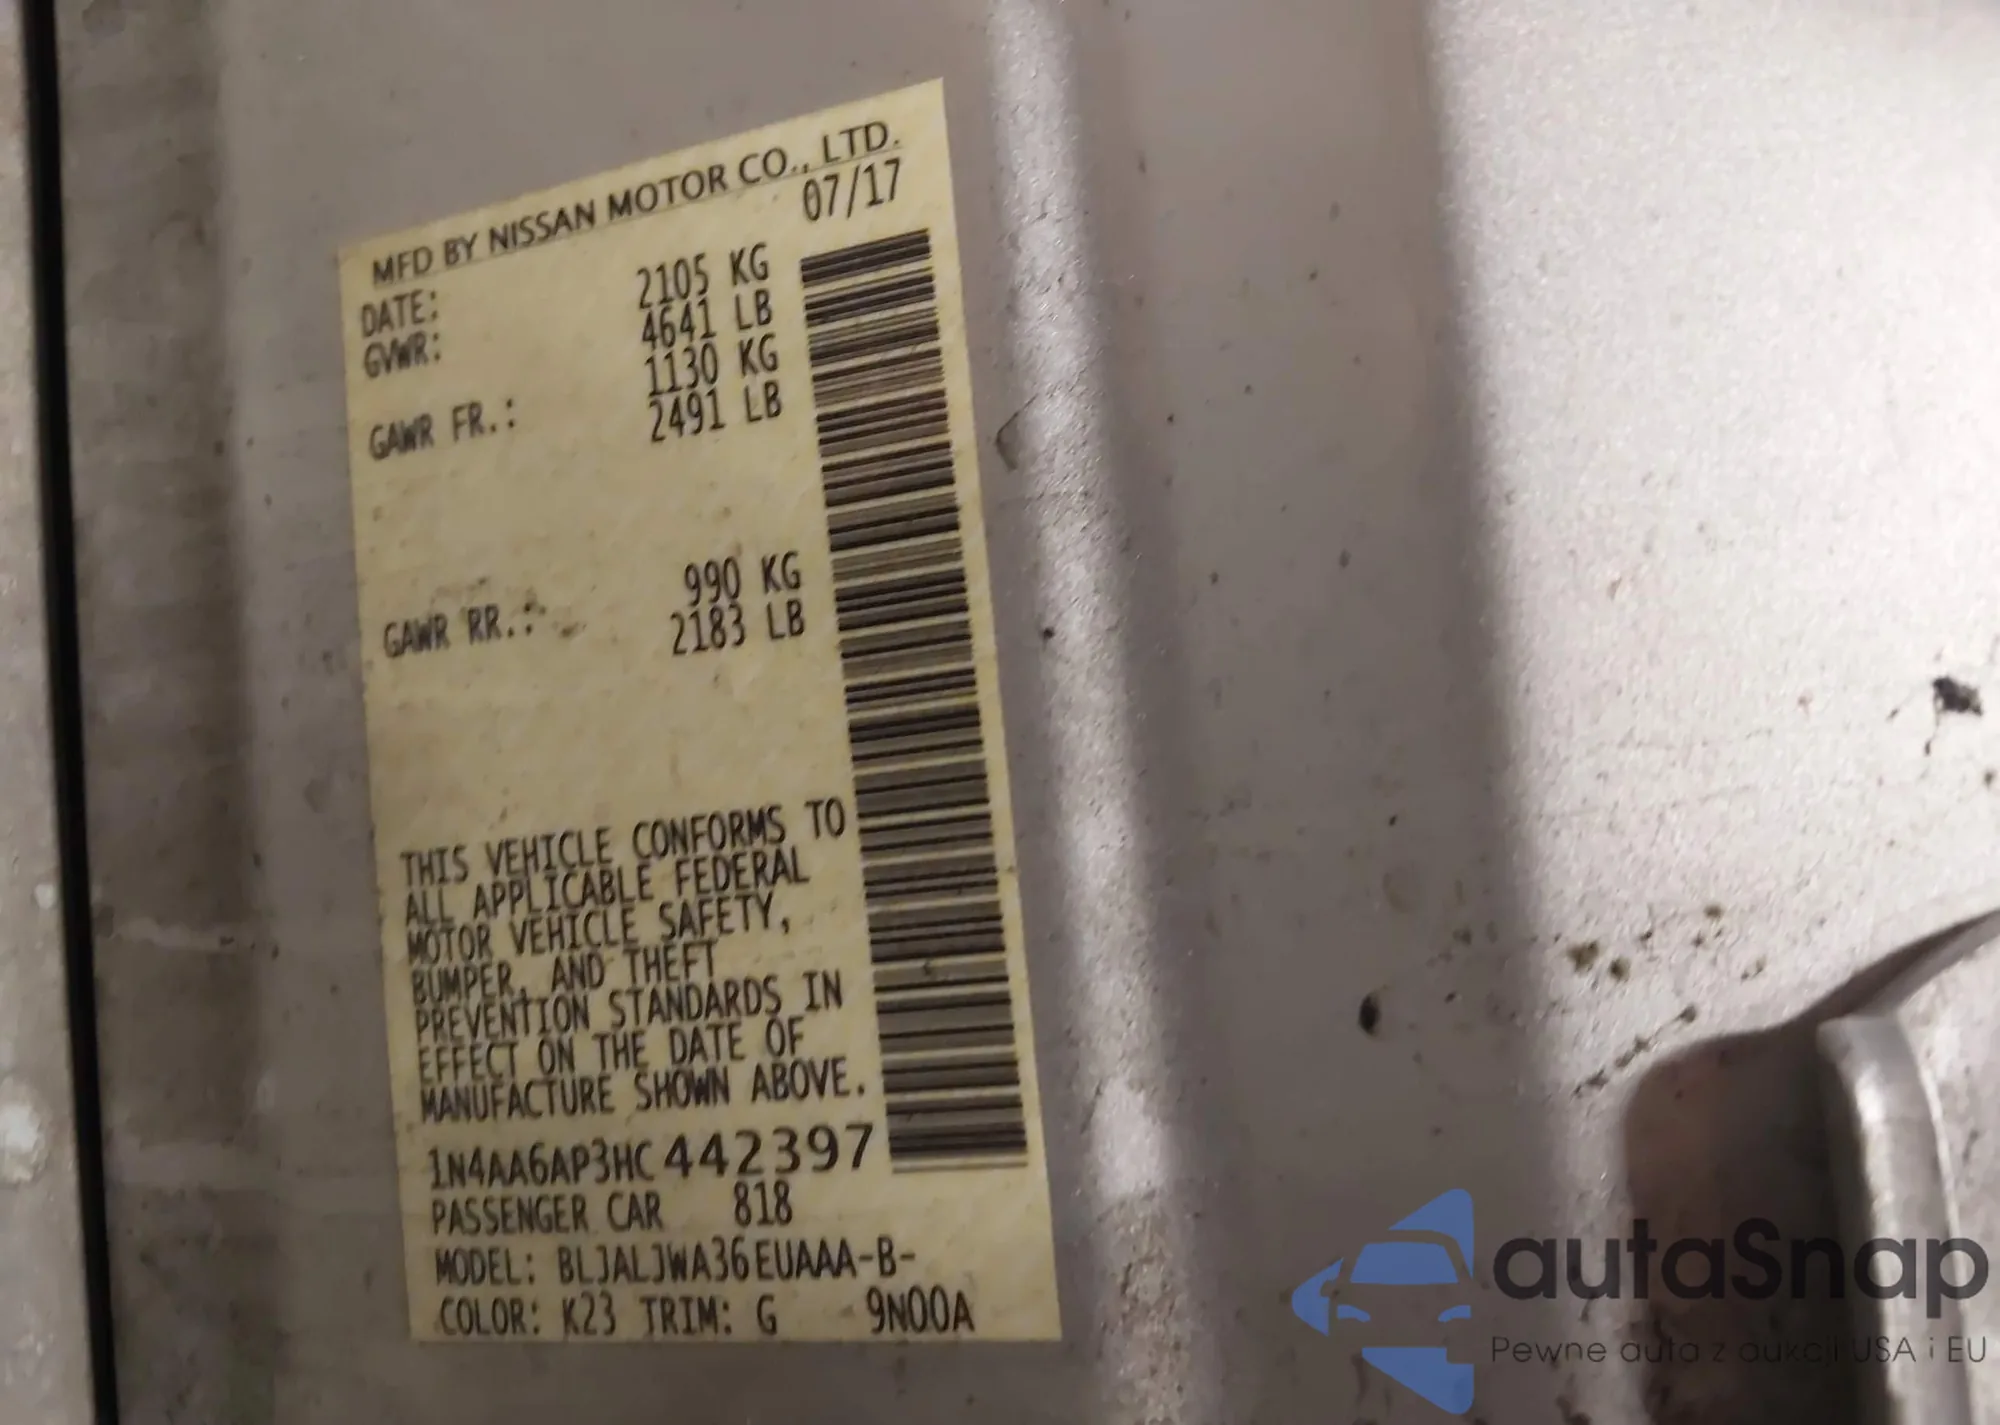 MFD BY NISSAN MOTOR CO., LTD.
DATE: 07/17
GVWR: 2105 KG
4641 LB
GAWR FR.: 1130 KG
2491 LB
GAWR RR.: 990 KG
2183 LB
THIS VEHICLE CONFORMS TO
ALL APPLICABLE FEDERAL
MOTOR VEHICLE SAFETY,
BUMPER, AND THEFT
PREVENTION STANDARDS IN
EFFECT ON THE DATE OF
MANUFACTURE SHOWN ABOVE.
1N4AA6AP3HC442397
PASSENGER CAR 818
MODEL: BLJALJWA36EUAAA-B-
COLOR: K23 TRIM: G 9N00A
autaSnap
Pewne auta z aukcji USA i EU